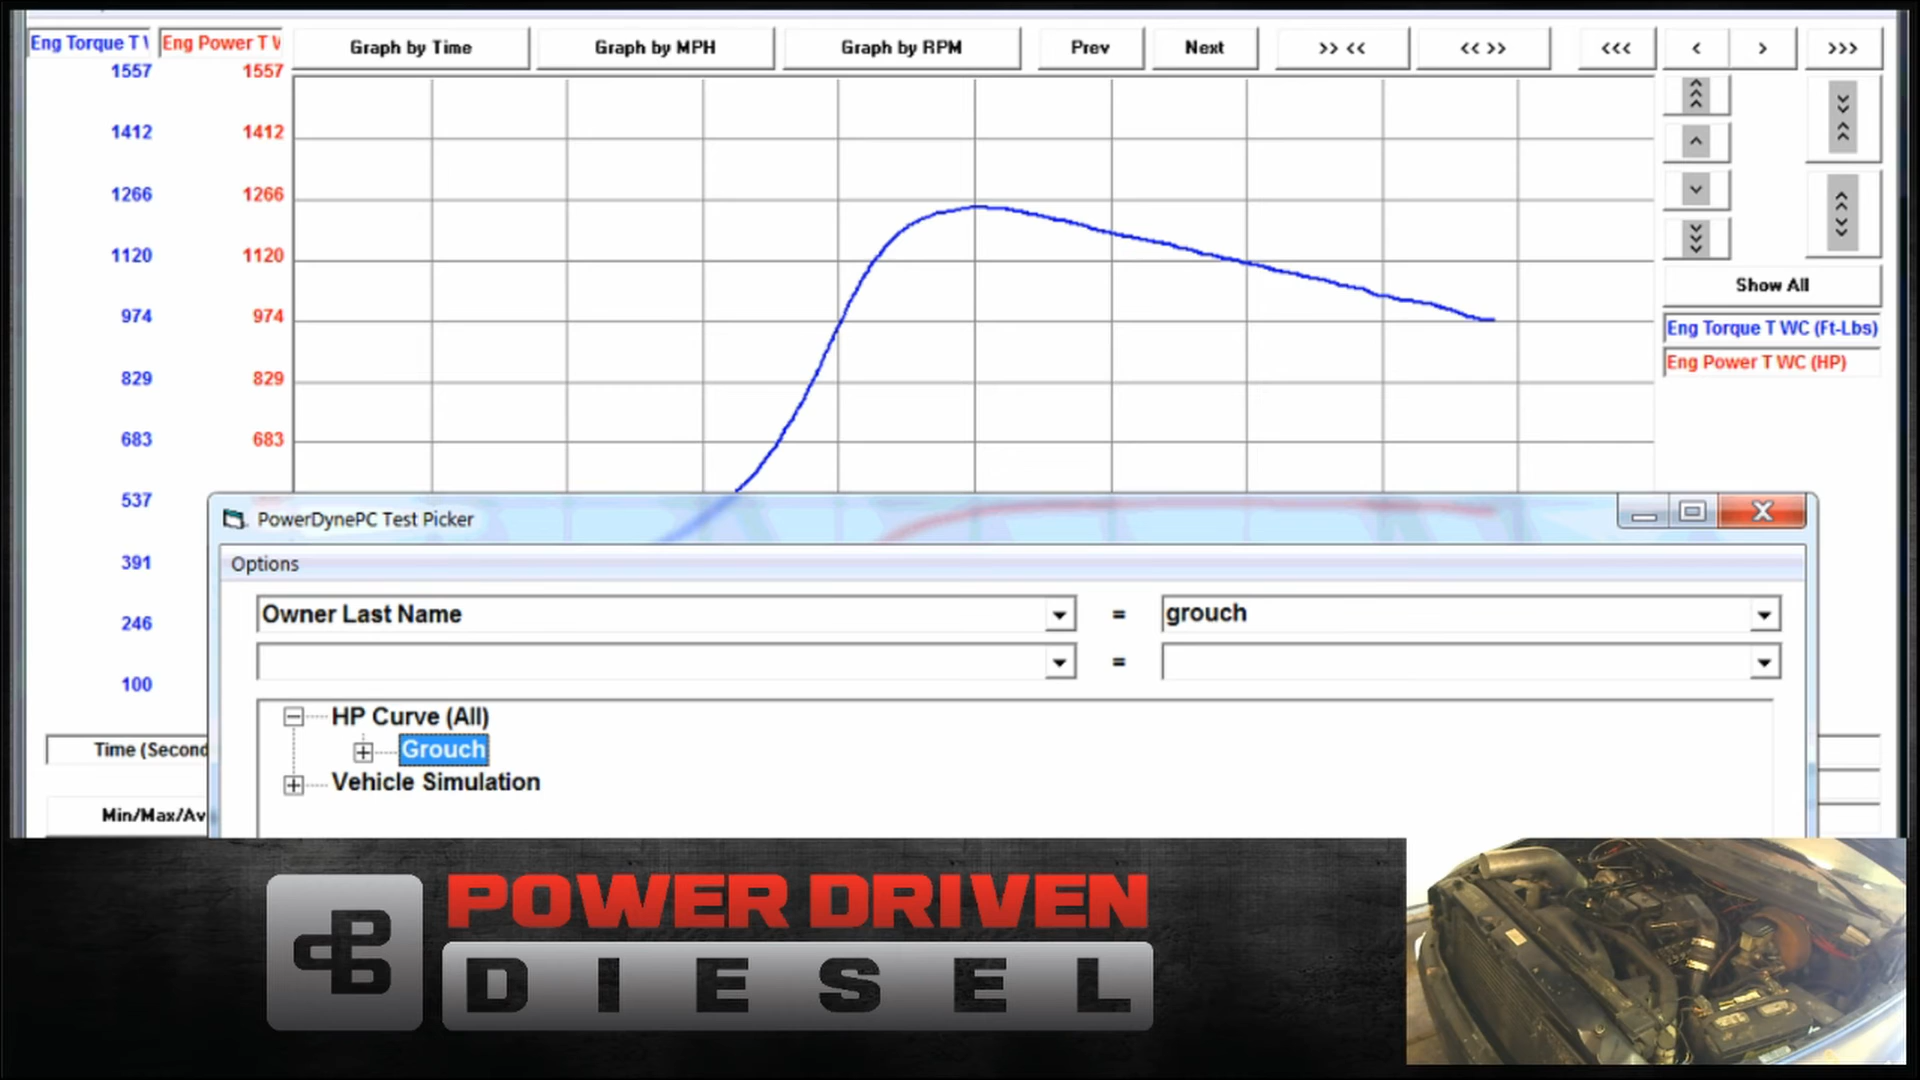 Eng Torque T
Eng Power T
Graph by Time
Graph by MPH
Graph by RPM
Prev
Next
>> <<
<< >>
<<<
<
>
>>>
1557 1557
1412 1412
1266 1266
1120 1120
974 974
829 829
683 683
537
391
246
100
Show All
Eng Torque T WC (Ft-Lbs)
Eng Power T WC (HP)
PowerDynePC Test Picker
Options
Owner Last Name = grouch
=
HP Curve (All)
Grouch
Vehicle Simulation
Time (Second
Min/Max/Av
POWER DRIVEN
DIESEL